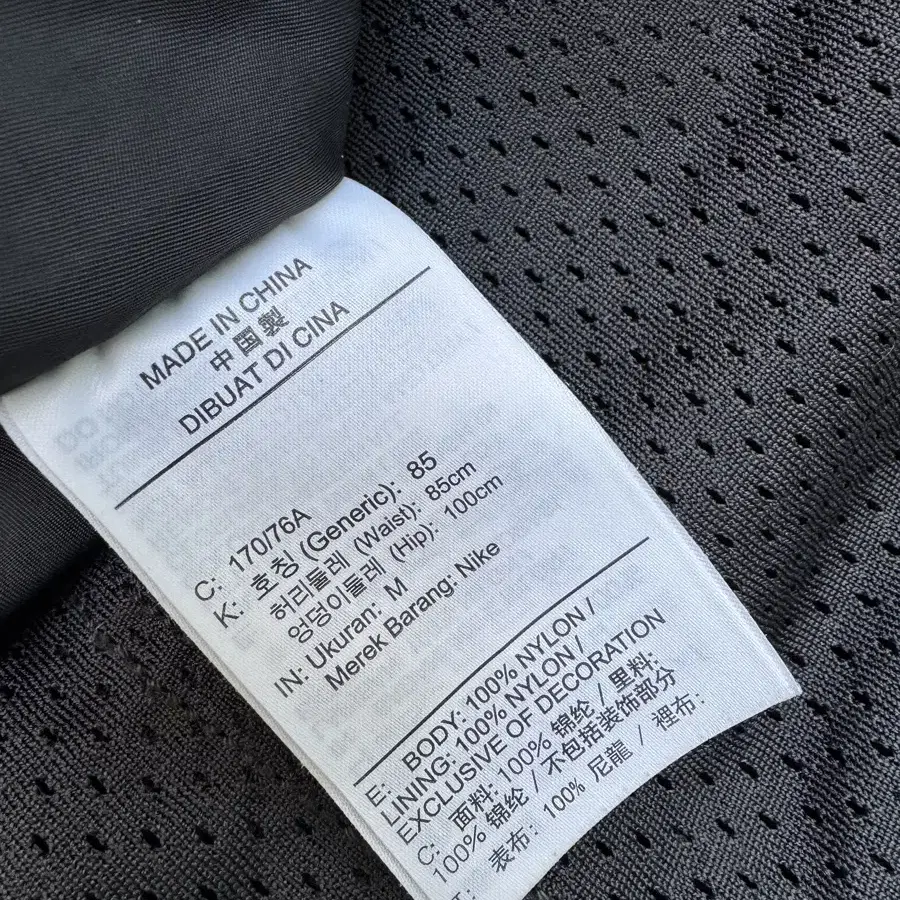 MADE IN CHINA
中国製
DIBUAT DI CINA
C: 170/76A
K: 호칭 (Generic): 85
허리둘레 (Waist): 85cm
엉덩이둘레 (Hip): 100cm
IN: Ukuran: M
Merek Barang: Nike
E: BODY: 100% NYLON /
LINING: 100% NYLON /
EXCLUSIVE OF DECORATION
C: 面料: 100% 锦纶 / 里料:
100% 锦纶 / 不包括装饰部分
表布: 100% 尼龍 / 裡布: